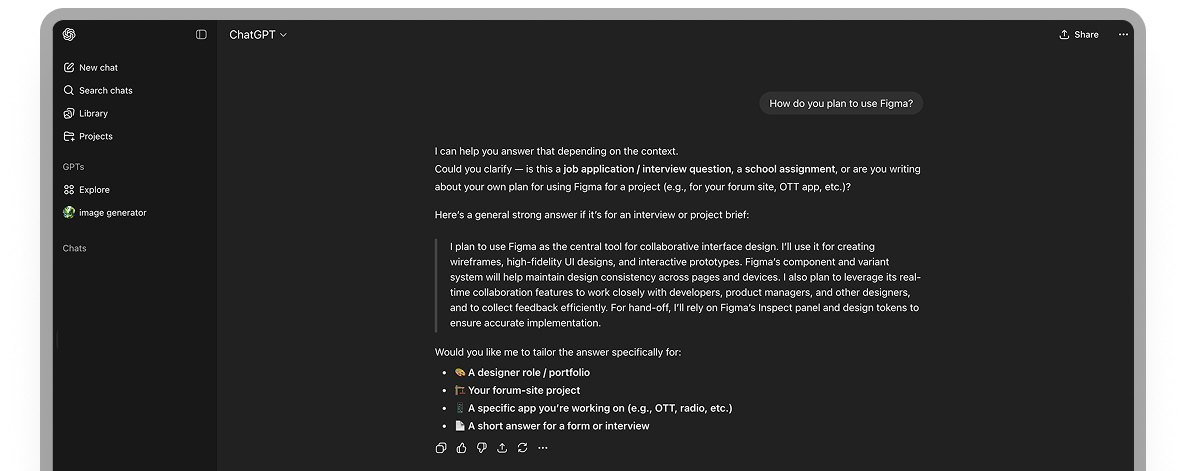 ChatGPT
Share
New chat
Search chats
Library
Projects
GPTs
Explore
image generator
Chats
How do you plan to use Figma?
I can help you answer that depending on the context.
Could you clarify — is this a job application / interview question, a school assignment, or are you writing
about your own plan for using Figma for a project (e.g., for your forum site, OTT app, etc.)?
Here's a general strong answer if it's for an interview or project brief:
I plan to use Figma as the central tool for collaborative interface design. I'll use it for creating
wireframes, high-fidelity UI designs, and interactive prototypes. Figma's component and variant
system will help maintain design consistency across pages and devices. I also plan to leverage its real-
time collaboration features to work closely with developers, product managers, and other designers,
and to collect feedback efficiently. For hand-off, I'll rely on Figma's Inspect panel and design tokens to
ensure accurate implementation.
Would you like me to tailor the answer specifically for:
• 🎨 A designer role / portfolio
• 🏗️ Your forum-site project
• 📱 A specific app you're working on (e.g., OTT, radio, etc.)
• 📄 A short answer for a form or interview